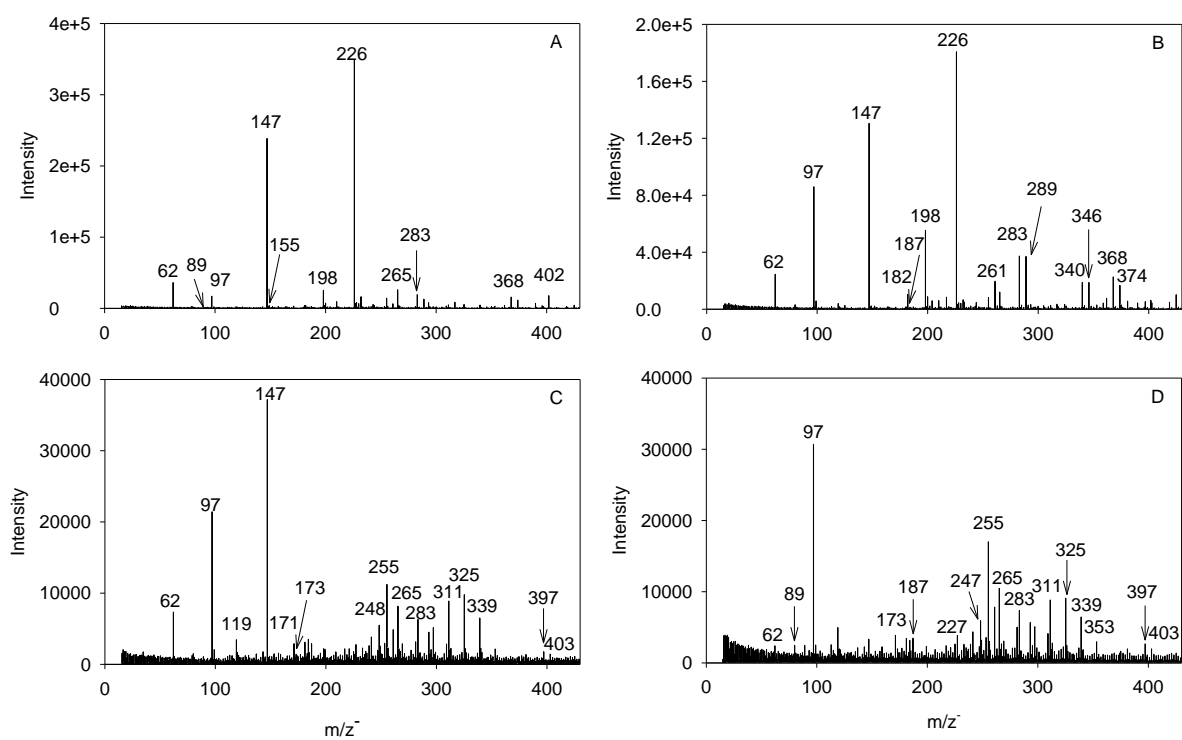 4e+5
3e+5
2e+5
1e+5
0
Intensity
A
62
89
97
147
155
198
226
265
283
368
402
0 100 200 300 400
2.0e+5
1.6e+5
1.2e+5
8.0e+4
4.0e+4
0.0
Intensity
B
62
97
147
182
187
198
226
261
283
289
340
346
368
374
0 100 200 300 400
40000
30000
20000
10000
0
Intensity
C
62
97
119
147
171
173
248
255
265
283
311
325
339
397
403
0 100 200 300 400
m/z-
40000
30000
20000
10000
0
Intensity
D
62
89
97
173
187
227
247
255
265
283
311
325
339
353
397
403
0 100 200 300 400
m/z-